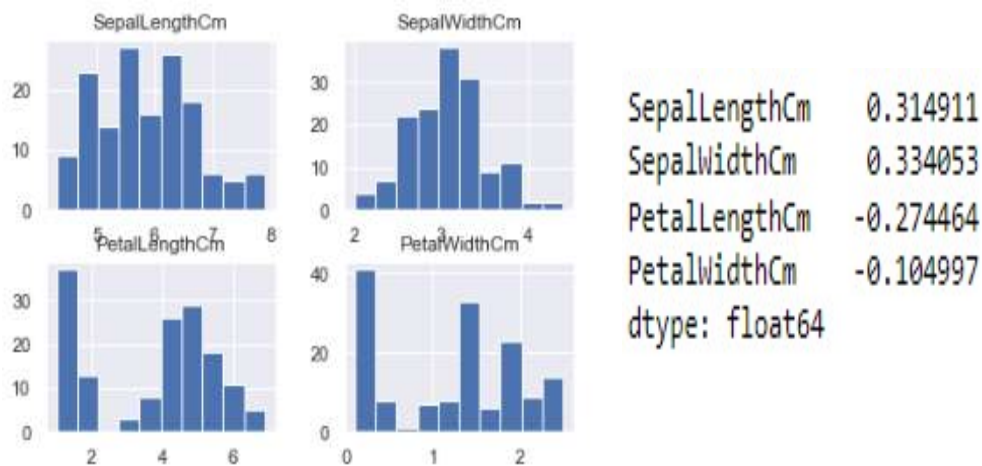 SepalLengthCm
SepalWidthCm
20
10
0
5 6 7 8
30
20
10
0
2 3 4
PetalLengthCm
PetalWidthCm
30
20
10
0
2 4 6
40
20
0
0 1 2
SepalLengthCm 0.314911
SepalWidthCm 0.334053
PetalLengthCm -0.274464
PetalWidthCm -0.104997
dtype: float64